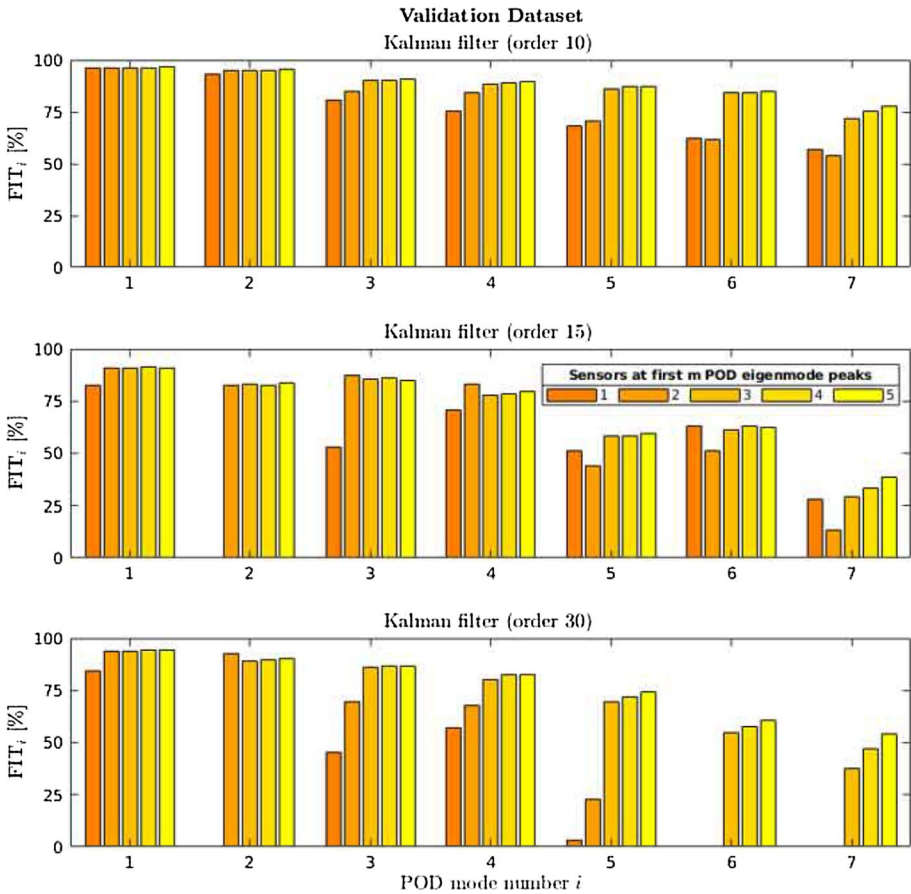 Validation Dataset
Kalman filter (order 10)
100
75
50
25
0
FIT_i [%]
1 2 3 4 5 6 7
Kalman filter (order 15)
100
75
50
25
0
FIT_i [%]
Sensors at first m POD eigenmode peaks
1 2 3 4 5
1 2 3 4 5 6 7
Kalman filter (order 30)
100
75
50
25
0
FIT_i [%]
1 2 3 4 5 6 7
POD mode number i